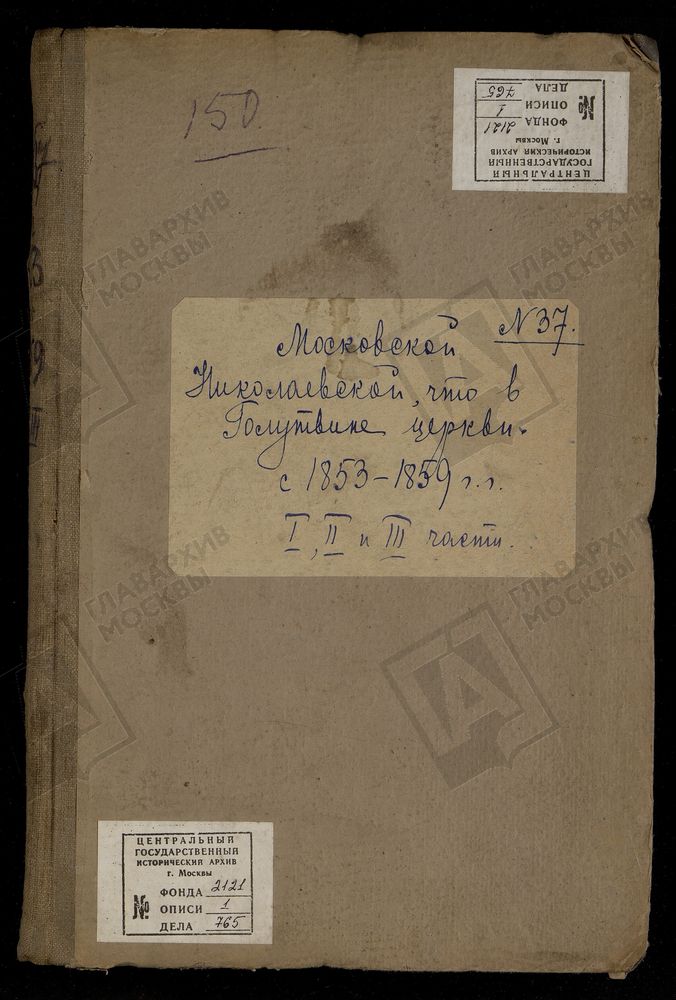 150
ЦЕНТРАЛЬНЫЙ
ГОСУДАРСТВЕННЫЙ
ИСТОРИЧЕСКИЙ АРХИВ
г. Москвы
№ ФОНДА 2121
ОПИСИ 1
ДЕЛА 765
N 37.
Московской
Николаевской, что в
Голутвине церкви.
с 1853-1859 г.г.
I, II и III части.
ЦЕНТРАЛЬНЫЙ
ГОСУДАРСТВЕННЫЙ
ИСТОРИЧЕСКИЙ АРХИВ
г. Москвы
№ ФОНДА 2121
ОПИСИ 1
ДЕЛА 765
ГЛАВАРХИВ
МОСКВЫ
ГЛАВАРХИВ
МОСКВЫ
ГЛАВАРХИВ
МОСКВЫ
ГЛАВАРХИВ
МОСКВЫ